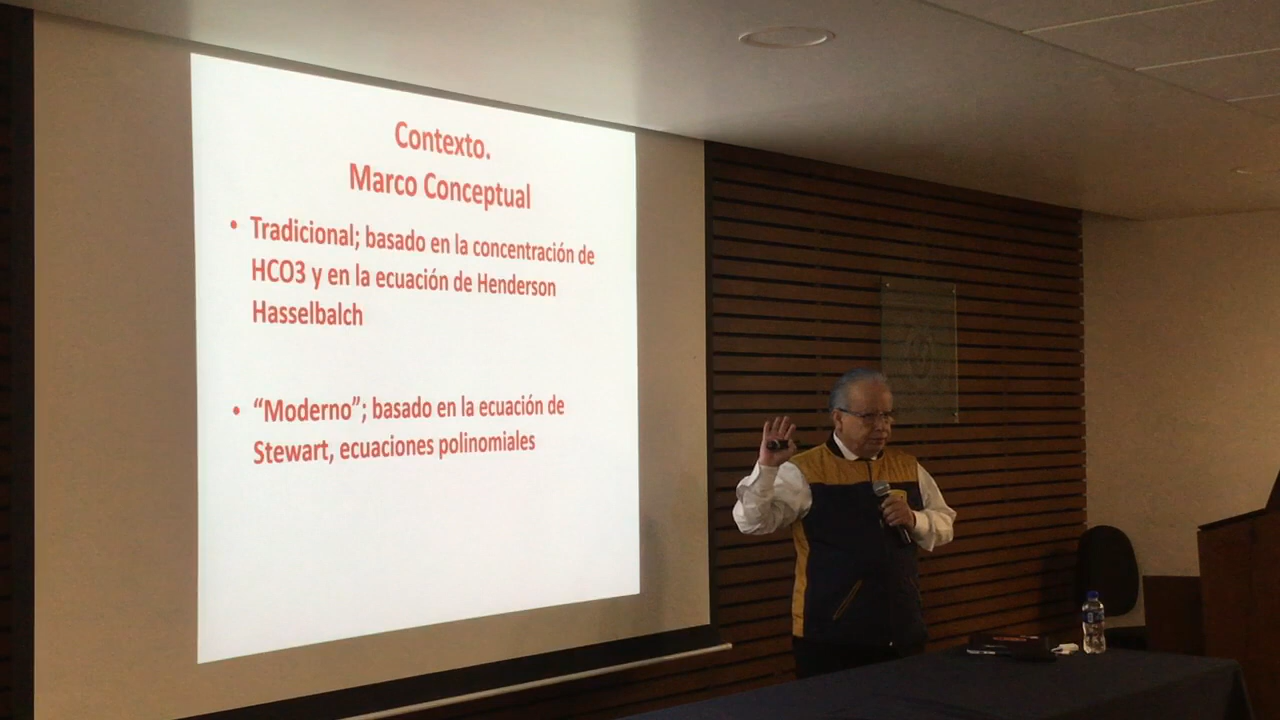 Contexto.
Marco Conceptual
• Tradicional; basado en la concentración de
HCO3 y en la ecuación de Henderson
Hasselbalch
• “Moderno”; basado en la ecuación de
Stewart, ecuaciones polinomiales